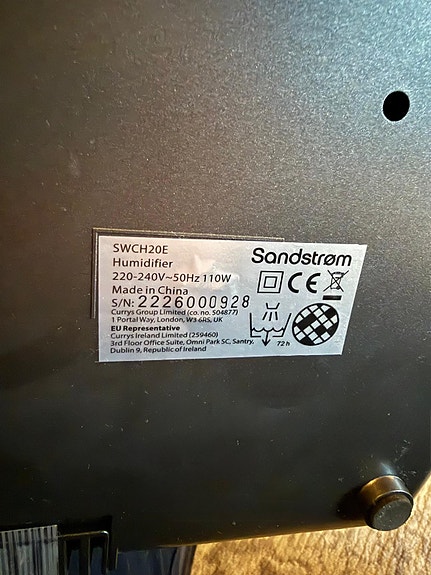 SWCH20E
Humidifier
220-240V~50Hz 110W
Made in China
S/N: 2226000928
Currys Group Limited (co. no. 504877)
1 Portal Way, London, W3 6RS, UK
EU Representative
Currys Ireland Limited (259460)
3rd Floor Office Suite, Omni Park SC, Santry,
Dublin 9, Republic of Ireland
Sandstrøm
CE
72 h